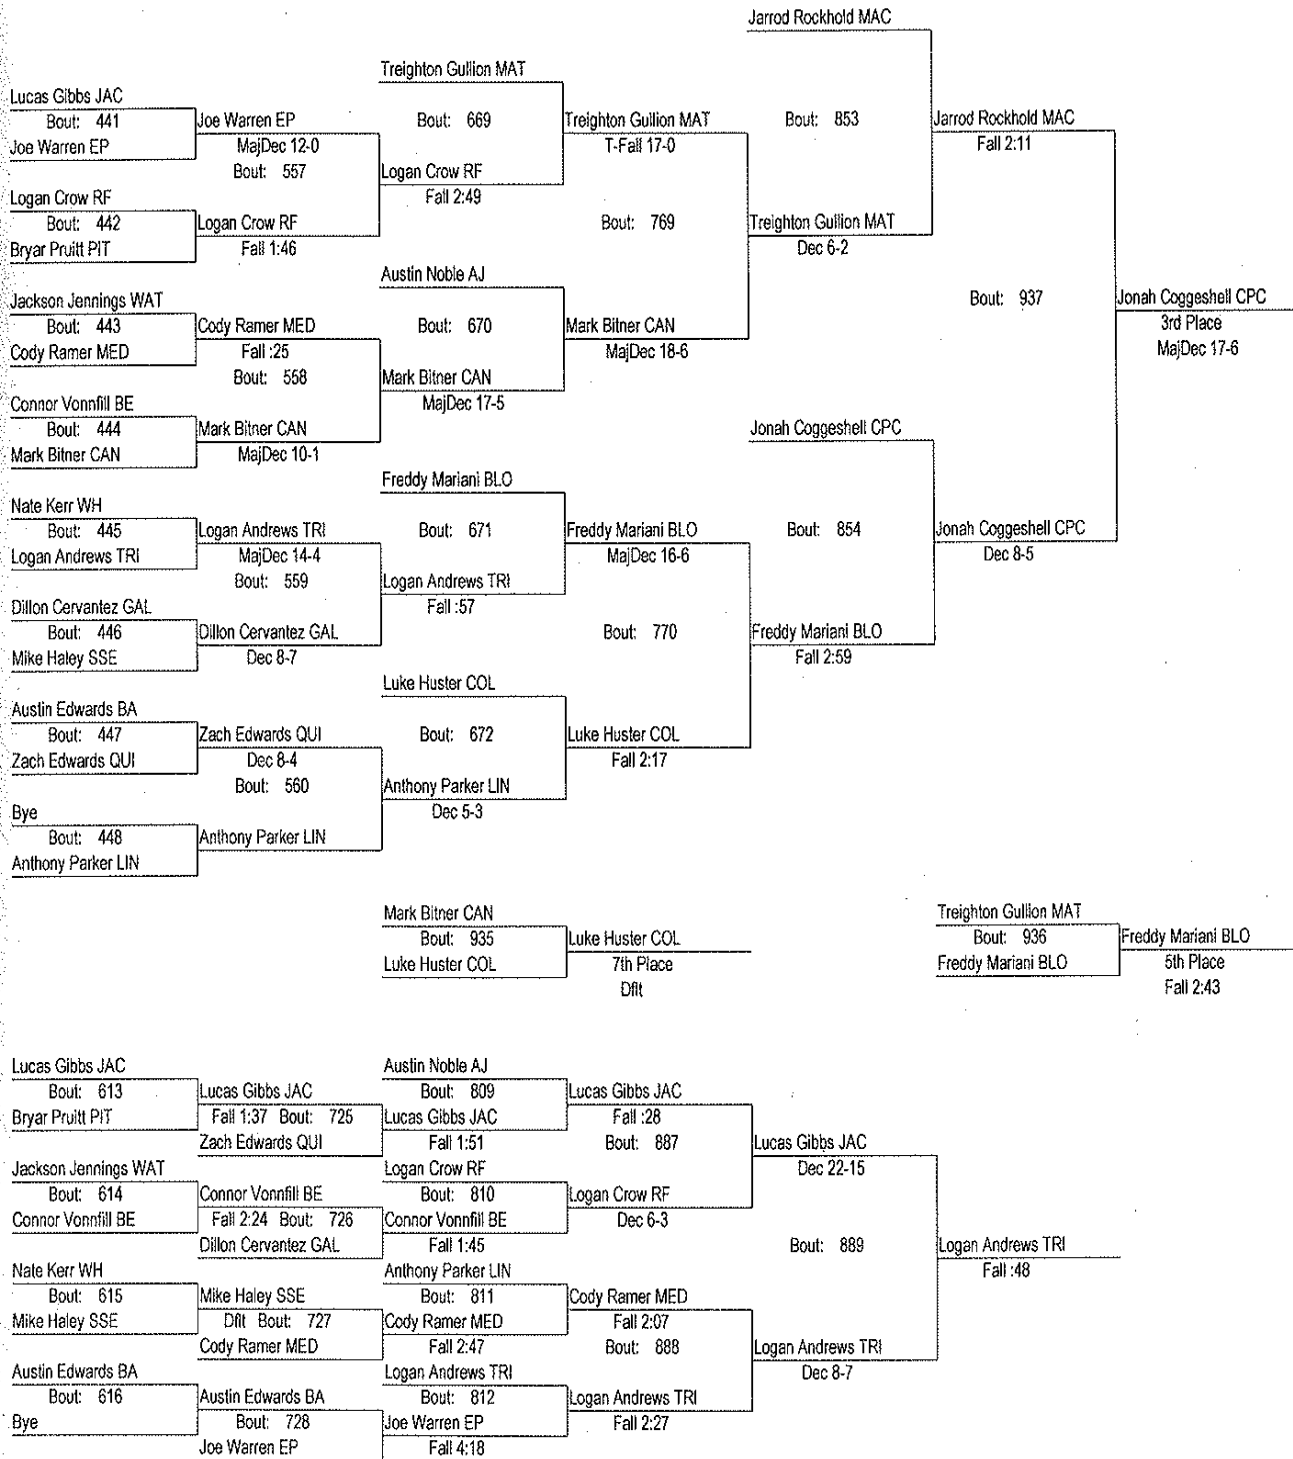 Jarrod Rockhold MAC
Treighton Gullion MAT
Lucas Gibbs JAC
Bout: 441
Joe Warren EP
Joe Warren EP
MajDec 12-0
Bout: 557
Bout: 669
Treighton Gullion MAT
T-Fall 17-0
Bout: 853
Jarrod Rockhold MAC
Fall 2:11
Logan Crow RF
Fall 2:49
Logan Crow RF
Bout: 442
Bryar Pruitt PIT
Logan Crow RF
Fall 1:46
Bout: 769
Treighton Gullion MAT
Dec 6-2
Austin Noble AJ
Jackson Jennings WAT
Bout: 443
Cody Ramer MED
Cody Ramer MED
Fall :25
Bout: 558
Bout: 670
Mark Bitner CAN
MajDec 18-6
Bout: 937
Jonah Coggeshell CPC
3rd Place
MajDec 17-6
Mark Bitner CAN
MajDec 17-5
Connor Vonnfill BE
Bout: 444
Mark Bitner CAN
Mark Bitner CAN
MajDec 10-1
Jonah Coggeshell CPC
Freddy Mariani BLO
Nate Kerr WH
Bout: 445
Logan Andrews TRI
Logan Andrews TRI
MajDec 14-4
Bout: 559
Bout: 671
Freddy Mariani BLO
MajDec 16-6
Bout: 854
Jonah Coggeshell CPC
Dec 8-5
Logan Andrews TRI
Fall :57
Dillon Cervantez GAL
Bout: 446
Mike Haley SSE
Dillon Cervantez GAL
Dec 8-7
Bout: 770
Freddy Mariani BLO
Fall 2:59
Luke Huster COL
Austin Edwards BA
Bout: 447
Zach Edwards QUI
Zach Edwards QUI
Dec 8-4
Bout: 560
Bout: 672
Luke Huster COL
Fall 2:17
Anthony Parker LIN
Dec 5-3
Bye
Bout: 448
Anthony Parker LIN
Anthony Parker LIN
Mark Bitner CAN
Bout: 935
Luke Huster COL
Luke Huster COL
7th Place
Dflt
Treighton Gullion MAT
Bout: 936
Freddy Mariani BLO
Freddy Mariani BLO
5th Place
Fall 2:43
Lucas Gibbs JAC
Bout: 613
Bryar Pruitt PIT
Lucas Gibbs JAC
Fall 1:37 Bout: 725
Zach Edwards QUI
Austin Noble AJ
Bout: 809
Lucas Gibbs JAC
Fall 1:51
Lucas Gibbs JAC
Fall :28
Bout: 887
Lucas Gibbs JAC
Dec 22-15
Jackson Jennings WAT
Bout: 614
Connor Vonnfill BE
Connor Vonnfill BE
Fall 2:24 Bout: 726
Dillon Cervantez GAL
Logan Crow RF
Bout: 810
Connor Vonnfill BE
Fall 1:45
Logan Crow RF
Dec 6-3
Bout: 889
Logan Andrews TRI
Fall :48
Nate Kerr WH
Bout: 615
Mike Haley SSE
Mike Haley SSE
Dflt Bout: 727
Cody Ramer MED
Anthony Parker LIN
Bout: 811
Cody Ramer MED
Fall 2:47
Cody Ramer MED
Fall 2:07
Bout: 888
Logan Andrews TRI
Dec 8-7
Austin Edwards BA
Bout: 616
Bye
Austin Edwards BA
Bout: 728
Joe Warren EP
Logan Andrews TRI
Bout: 812
Joe Warren EP
Fall 4:18
Logan Andrews TRI
Fall 2:27